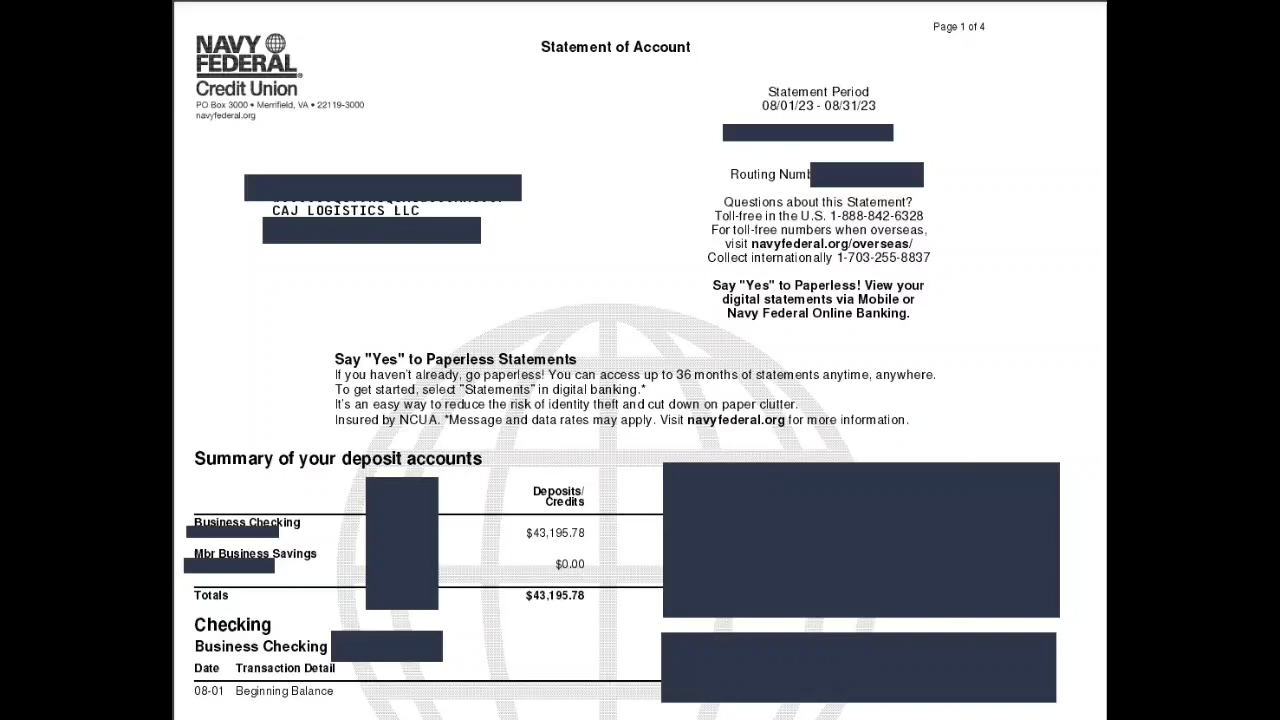 Page 1 of 4
NAVY
FEDERAL
Credit Union
PO Box 3000 • Merrifield, VA • 22119-3000
navyfederal.org
Statement of Account
Statement Period
08/01/23 - 08/31/23
Routing Numb
CAJ LOGISTICS LLC
Questions about this Statement?
Toll-free in the U.S. 1-888-842-6328
For toll-free numbers when overseas,
visit navyfederal.org/overseas/
Collect internationally 1-703-255-8837
Say "Yes" to Paperless! View your
digital statements via Mobile or
Navy Federal Online Banking.
Say "Yes" to Paperless Statements
If you haven't already, go paperless! You can access up to 36 months of statements anytime, anywhere.
To get started, select "Statements" in digital banking.*
It's an easy way to reduce the risk of identity theft and cut down on paper clutter.
Insured by NCUA. *Message and data rates may apply. Visit navyfederal.org for more information.
Summary of your deposit accounts
Deposits/
Credits
Business Checking
$43,195.78
Mbr Business Savings
$0.00
Totals $43,195.78
Checking
Business Checking
Date Transaction Detail
08-01 Beginning Balance